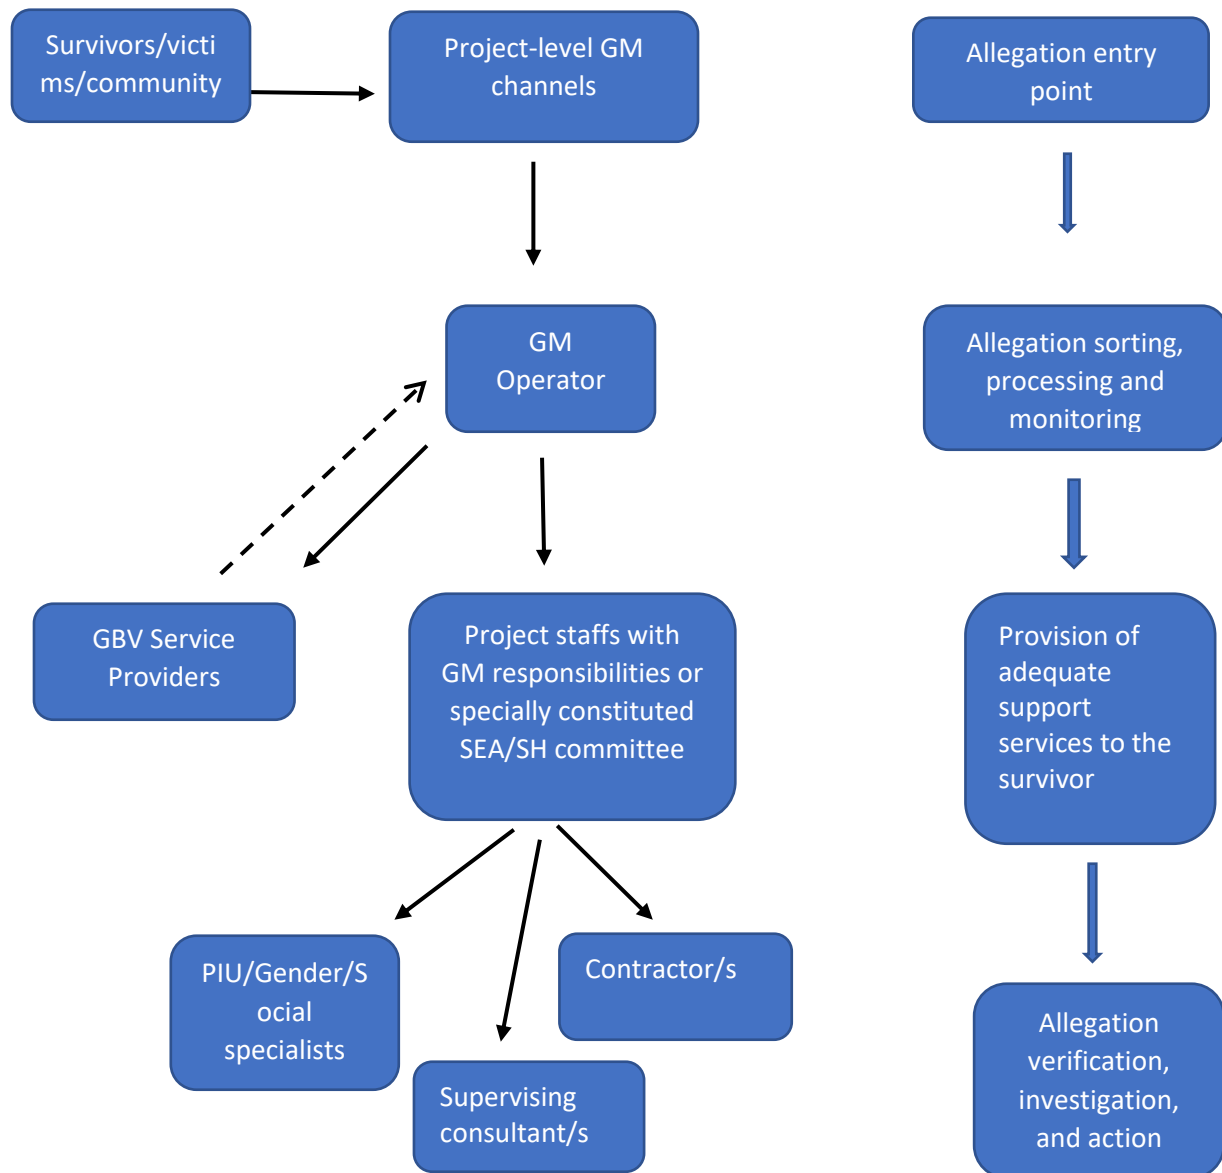 Survivors/victi
ms/community
Project-level GM
channels
Allegation entry
point
GM
Operator
Allegation sorting,
processing and
monitoring
GBV Service
Providers
Project staffs with
GM responsibilities or
specially constituted
SEA/SH committee
Provision of
adequate
support
services to the
survivor
PIU/Gender/S
ocial
specialists
Contractor/s
Supervising
consultant/s
Allegation
verification,
investigation,
and action